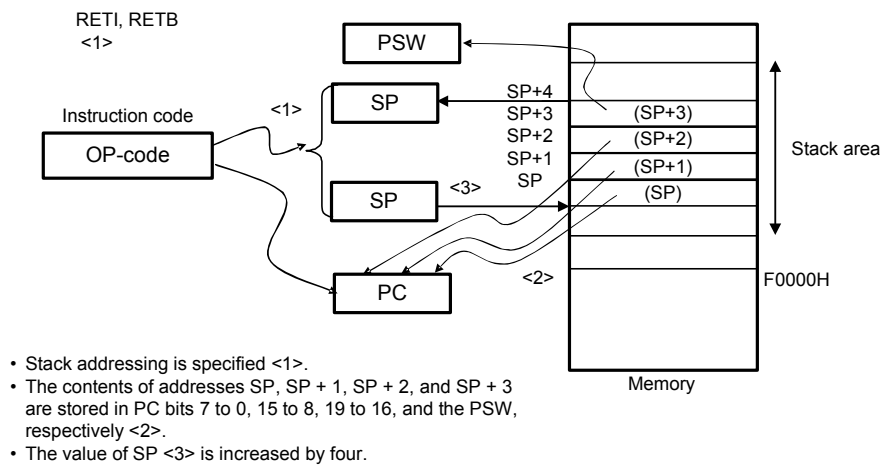 RETI, RETB
<1>
PSW
Instruction code
OP-code
<1>
SP
SP+4
SP+3
SP+2
SP+1
SP
SP
<3>
PC
<2>
(SP+3)
(SP+2)
(SP+1)
(SP)
Stack area
F0000H
Memory
• Stack addressing is specified <1>.
• The contents of addresses SP, SP + 1, SP + 2, and SP + 3
are stored in PC bits 7 to 0, 15 to 8, 19 to 16, and the PSW,
respectively <2>.
• The value of SP <3> is increased by four.